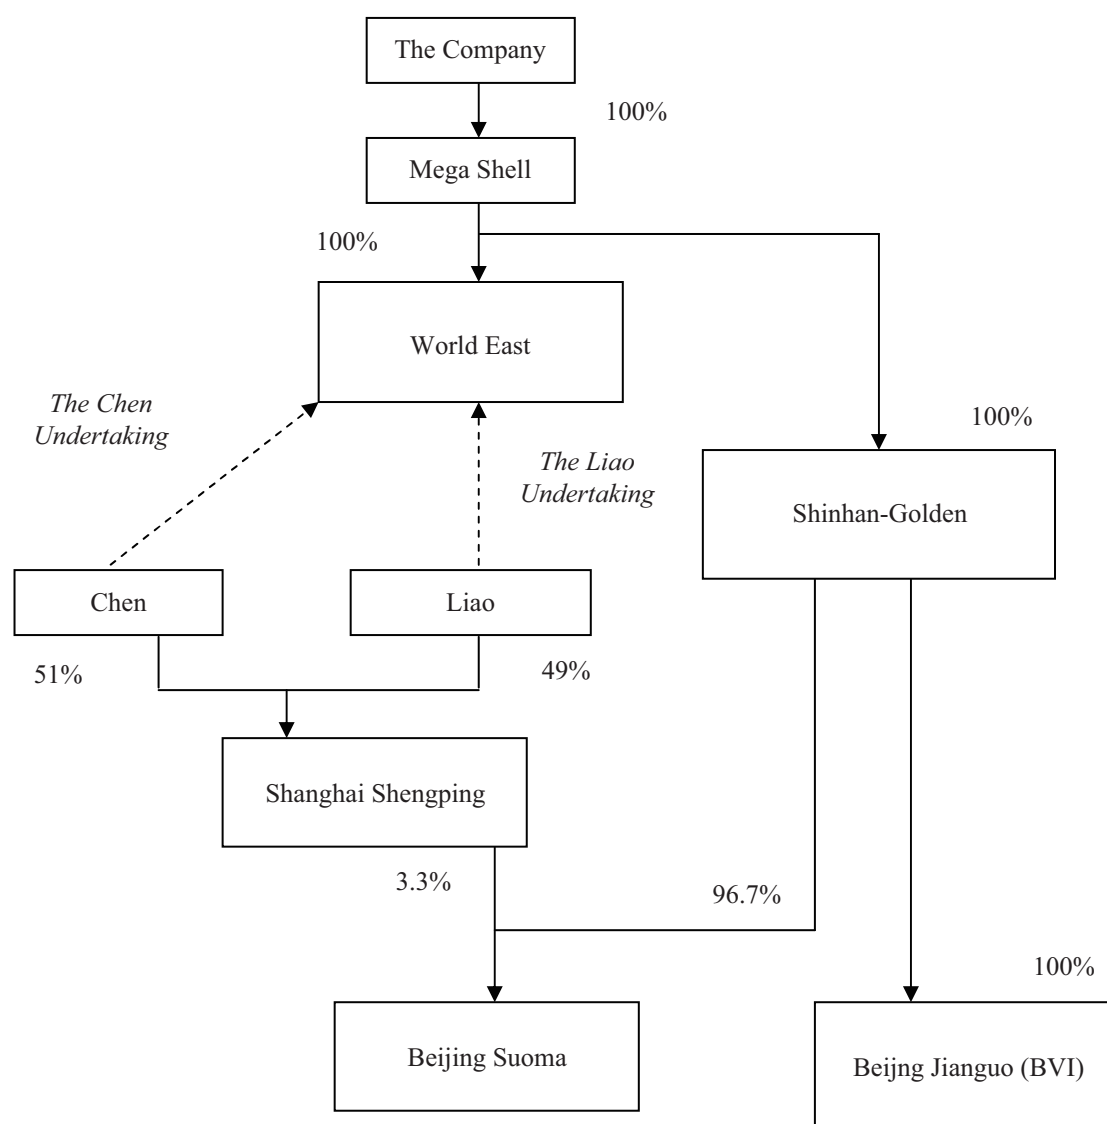 The Company
100%
Mega Shell
100%
World East
The Chen
Undertaking
100%
The Liao
Undertaking
Shinhan-Golden
Chen
Liao
51%
49%
Shanghai Shengping
3.3%
96.7%
100%
Beijing Suoma
Beijng Jianguo (BVI)